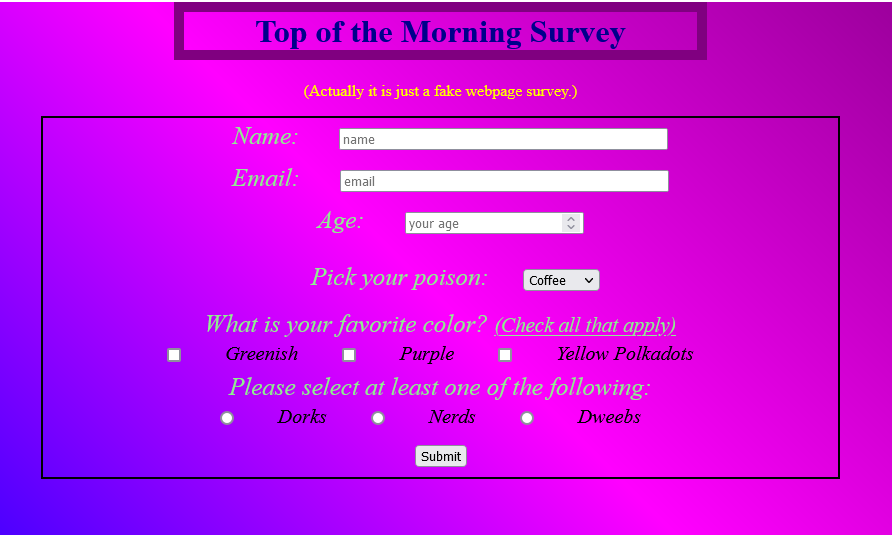 Top of the Morning Survey
(Actually it is just a fake webpage survey.)
Name: name
Email: email
Age: your age
Pick your poison: Coffee
What is your favorite color? (Check all that apply)
Greenish Purple Yellow Polkadots
Please select at least one of the following:
Dorks Nerds Dweebs
Submit